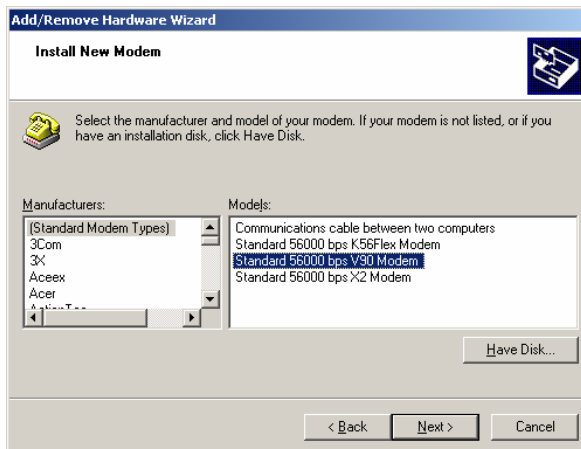 Add/Remove Hardware Wizard
Install New Modem
Select the manufacturer and model of your modem. If your modem is not listed, or if you
have an installation disk, click Have Disk.
Manufacturers:
(Standard Modem Types)
3Com
3X
Aceex
Acer
Models:
Communications cable between two computers
Standard 56000 bps K56Flex Modem
Standard 56000 bps V90 Modem
Standard 56000 bps X2 Modem
Have Disk...
< Back
Next >
Cancel